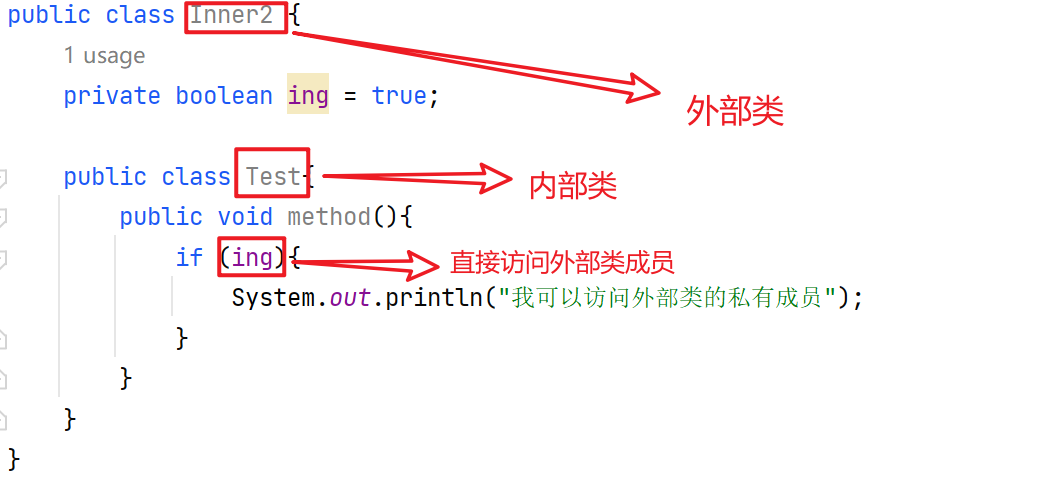 public class Inner2 {
1 usage
private boolean ing = true;
外部类
public class Test{
内部类
public void method(){
if (ing){
直接访问外部类成员
System.out.println("我可以访问外部类的私有成员");
}
}
}
}